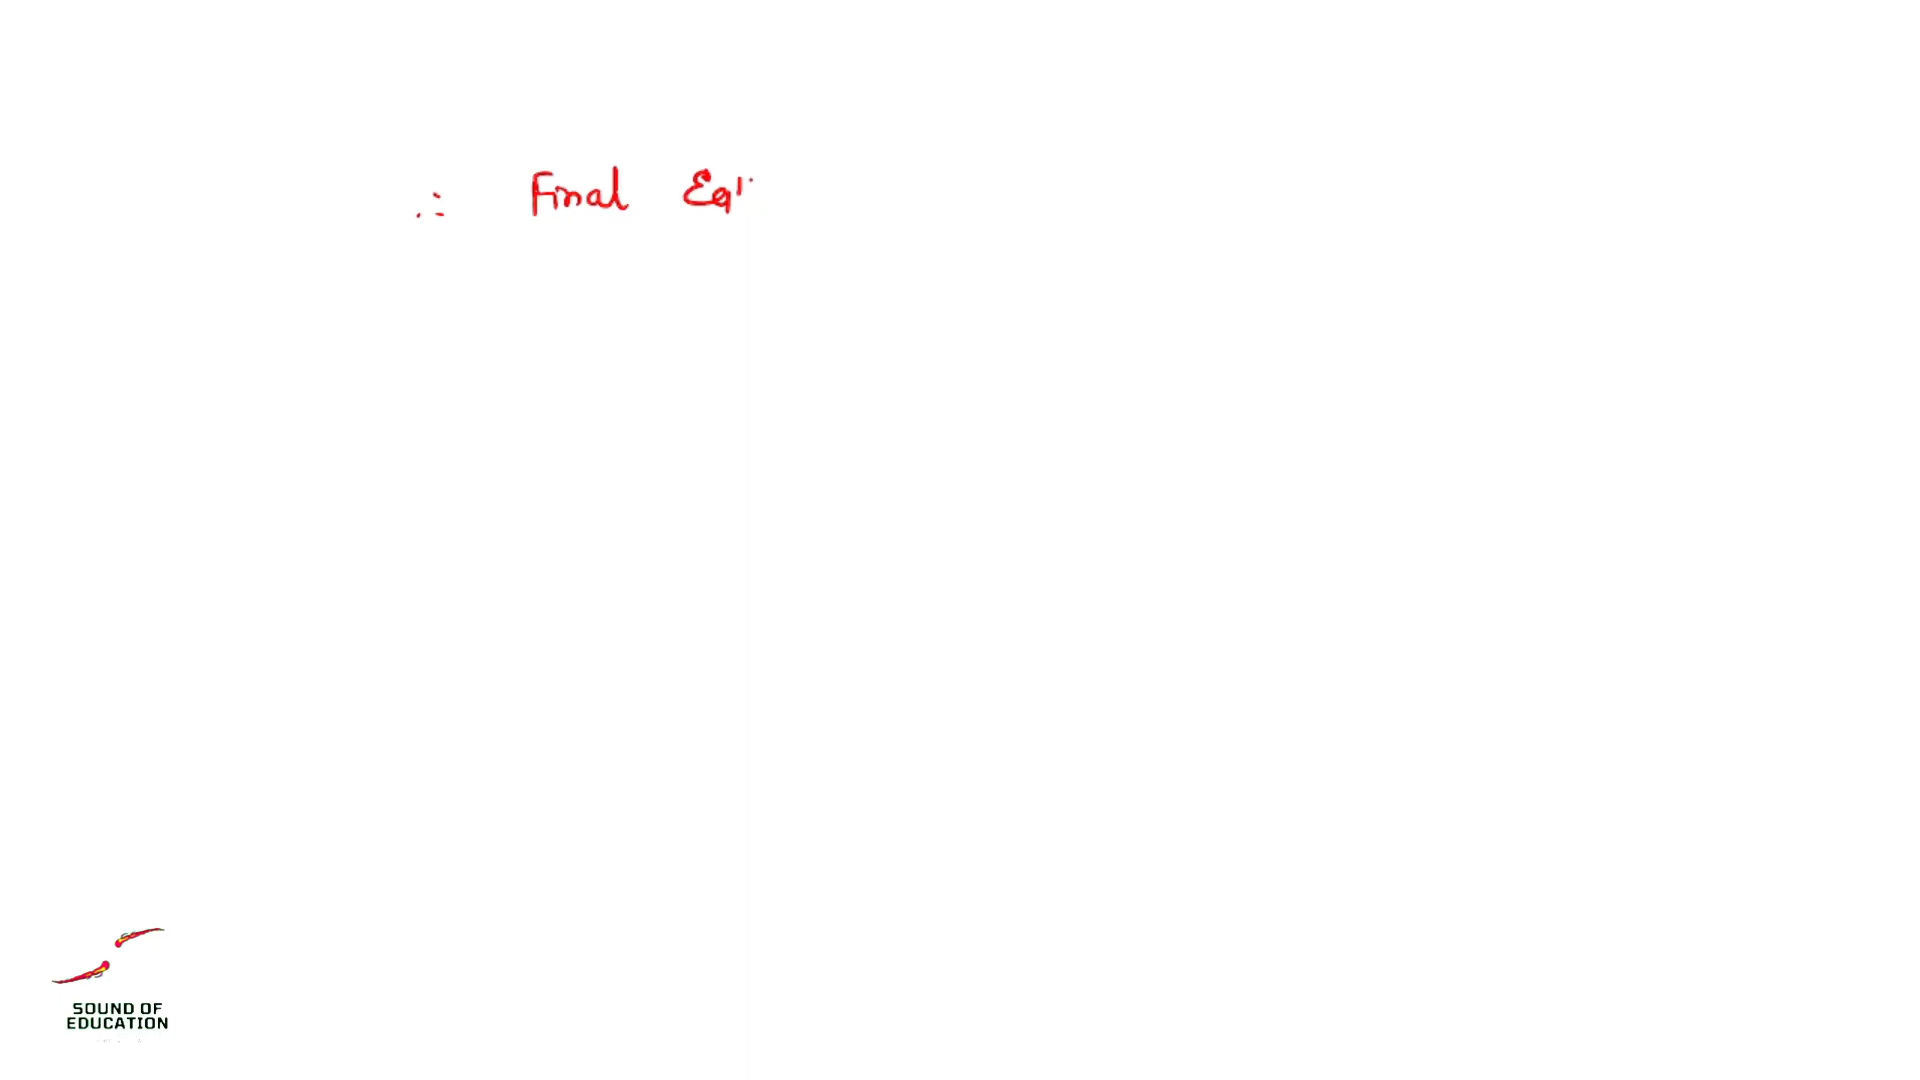 ∴ Final Eqn
SOUND OF
EDUCATION